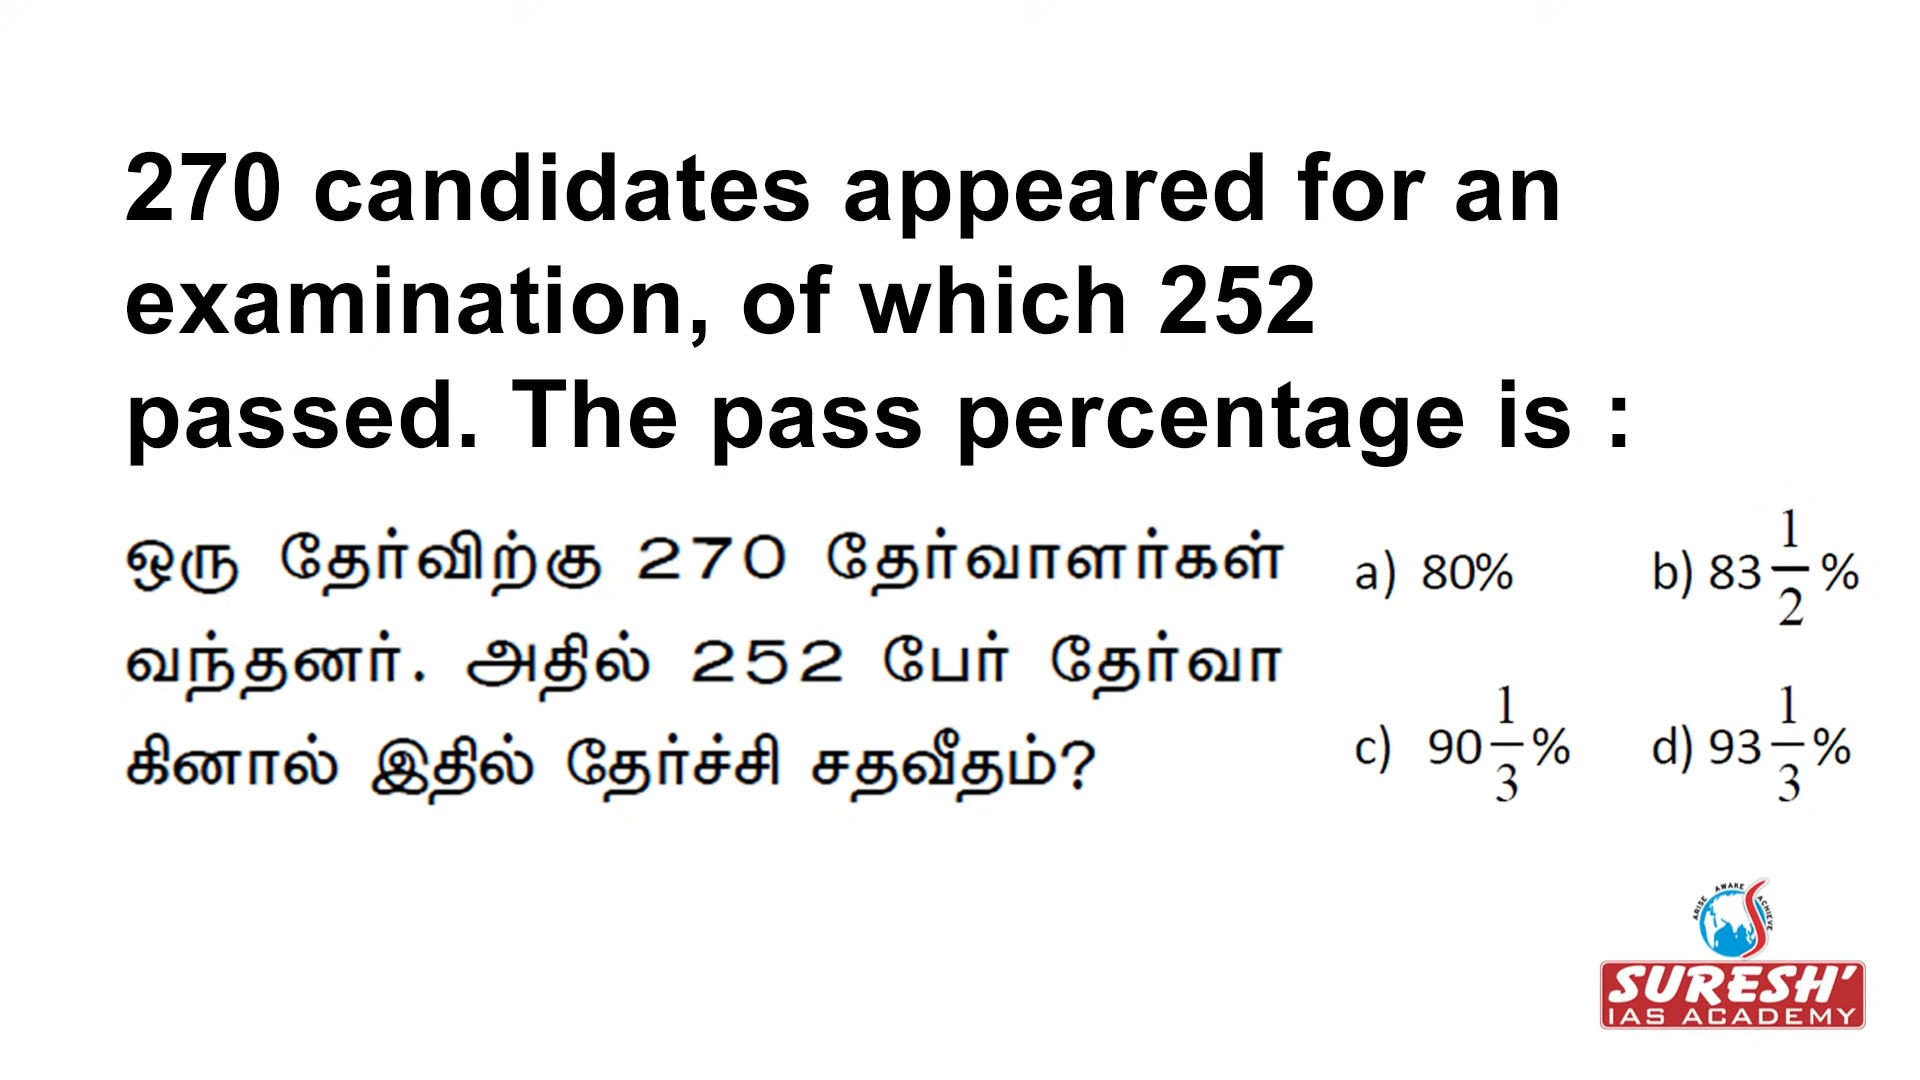 270 candidates appeared for an
examination, of which 252
passed. The pass percentage is :
ஒரு தேர்விற்கு 270 தேர்வாளர்கள்
வந்தனர். அதில் 252 பேர் தேர்வா
கினால் இதில் தேர்ச்சி சதவீதம்?
a) 80%
b) 83 1/2 %
c) 90 1/3 %
d) 93 1/3 %
ARISE AWAKE ACHIEVE
SURESH'
IAS ACADEMY